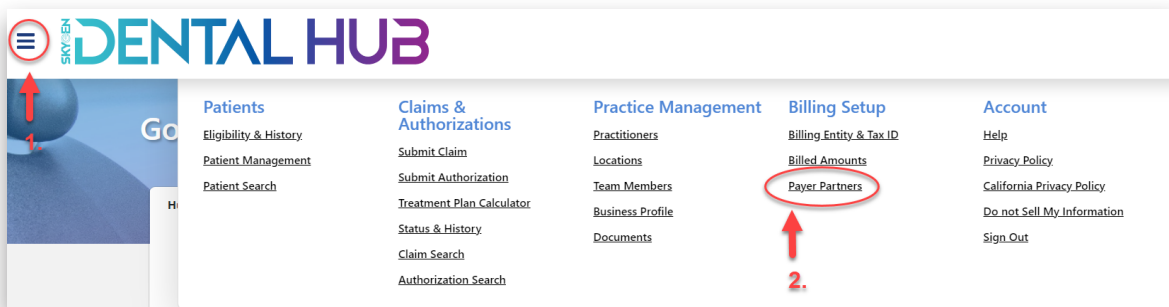 SKYGEN DENTAL HUB
1.
Go
H
Patients
Eligibility & History
Patient Management
Patient Search
Claims &
Authorizations
Submit Claim
Submit Authorization
Treatment Plan Calculator
Status & History
Claim Search
Authorization Search
Practice Management
Practitioners
Locations
Team Members
Business Profile
Documents
Billing Setup
Billing Entity & Tax ID
Billed Amounts
Payer Partners
2.
Account
Help
Privacy Policy
California Privacy Policy
Do not Sell My Information
Sign Out